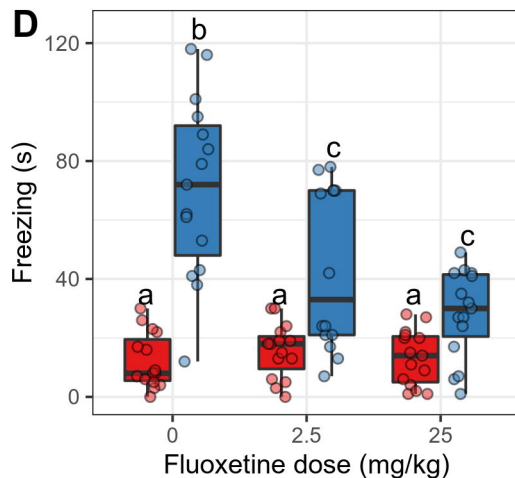 D
b
120
c
80
c
a
a
a
40
0
0
2.5
25
Freezing (s)
Fluoxetine dose (mg/kg)